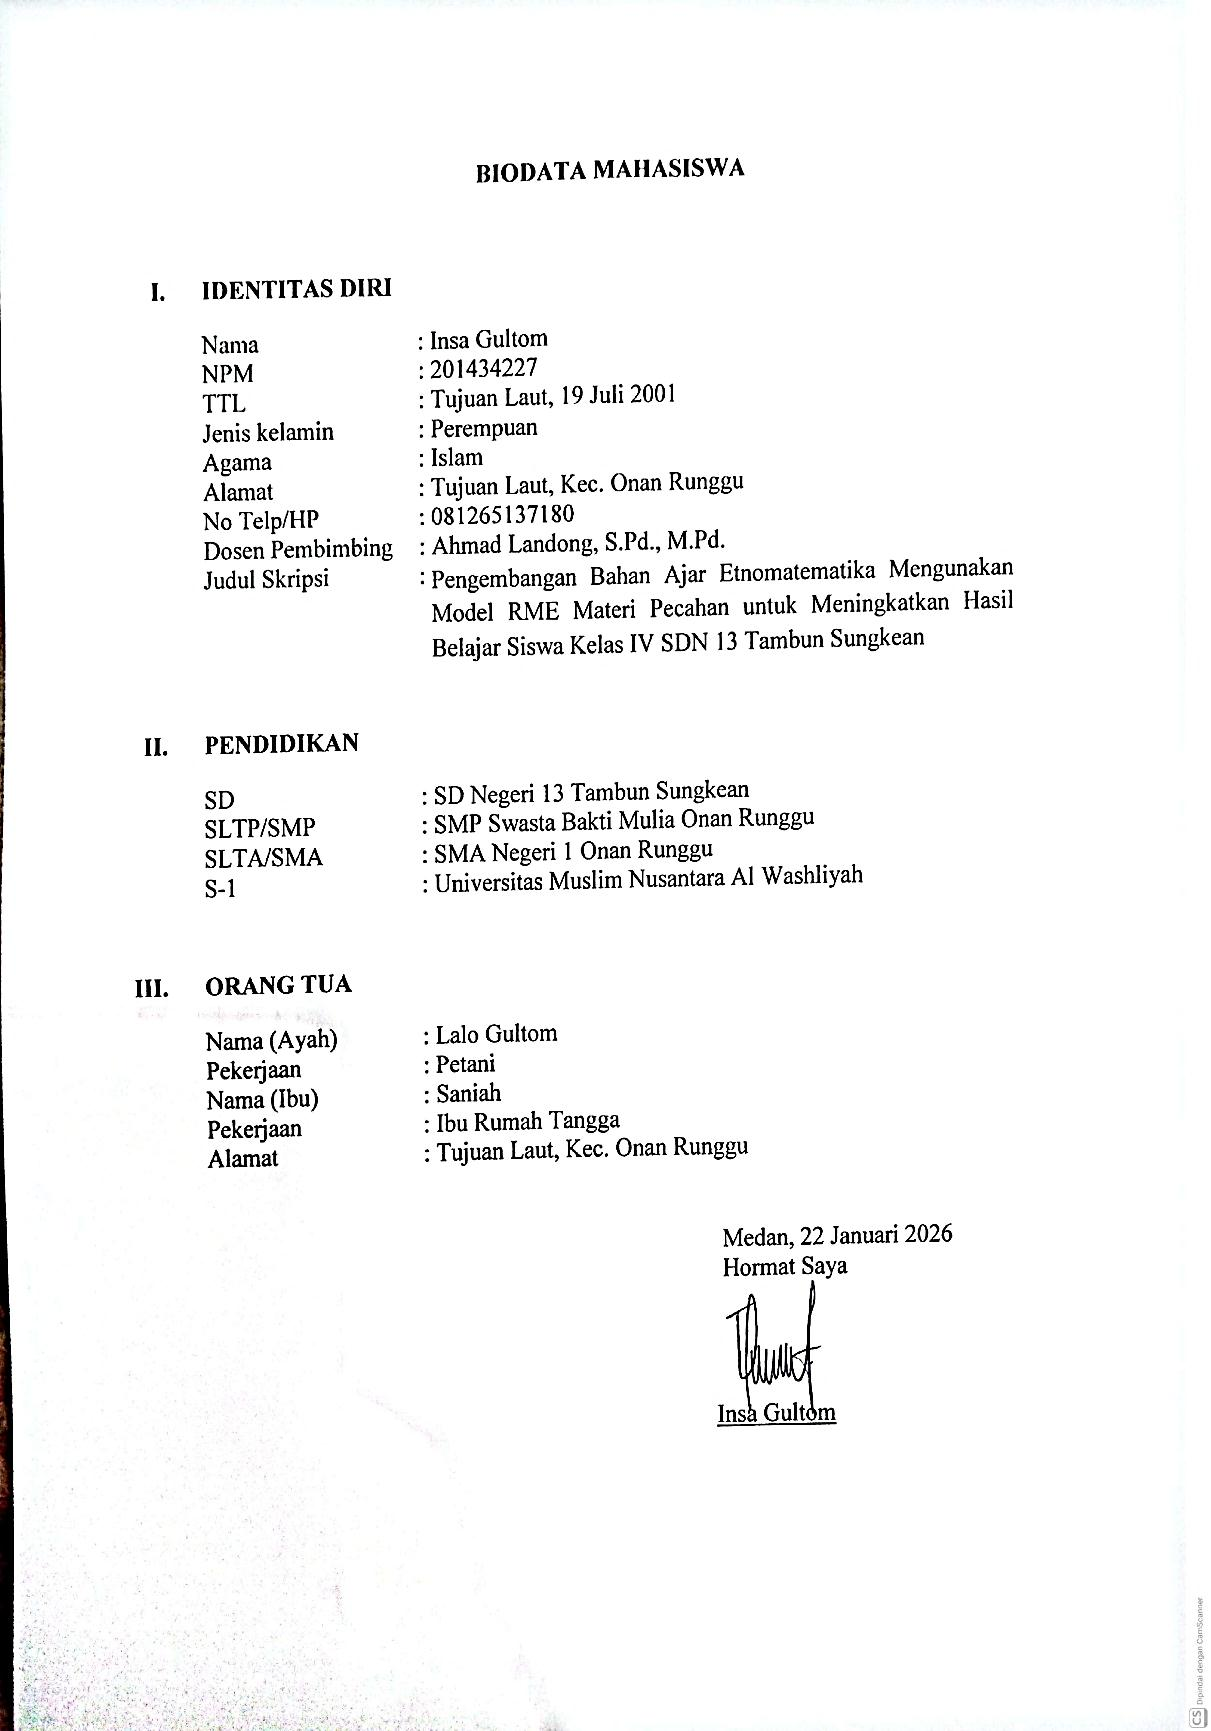 BIODATA MAHASISWA
I. IDENTITAS DIRI
Nama : Insa Gultom
NPM : 201434227
TTL : Tujuan Laut, 19 Juli 2001
Jenis kelamin : Perempuan
Agama : Islam
Alamat : Tujuan Laut, Kec. Onan Runggu
No Telp/HP : 081265137180
Dosen Pembimbing : Ahmad Landong, S.Pd., M.Pd.
Judul Skripsi : Pengembangan Bahan Ajar Etnomatematika Mengunakan
Model RME Materi Pecahan untuk Meningkatkan Hasil
Belajar Siswa Kelas IV SDN 13 Tambun Sungkean
II. PENDIDIKAN
SD : SD Negeri 13 Tambun Sungkean
SLTP/SMP : SMP Swasta Bakti Mulia Onan Runggu
SLTA/SMA : SMA Negeri 1 Onan Runggu
S-1 : Universitas Muslim Nusantara Al Washliyah
III. ORANG TUA
Nama (Ayah) : Lalo Gultom
Pekerjaan : Petani
Nama (Ibu) : Saniah
Pekerjaan : Ibu Rumah Tangga
Alamat : Tujuan Laut, Kec. Onan Runggu
Medan, 22 Januari 2026
Hormat Saya
Insa Gultom
CS Dipindai dengan CamScanner